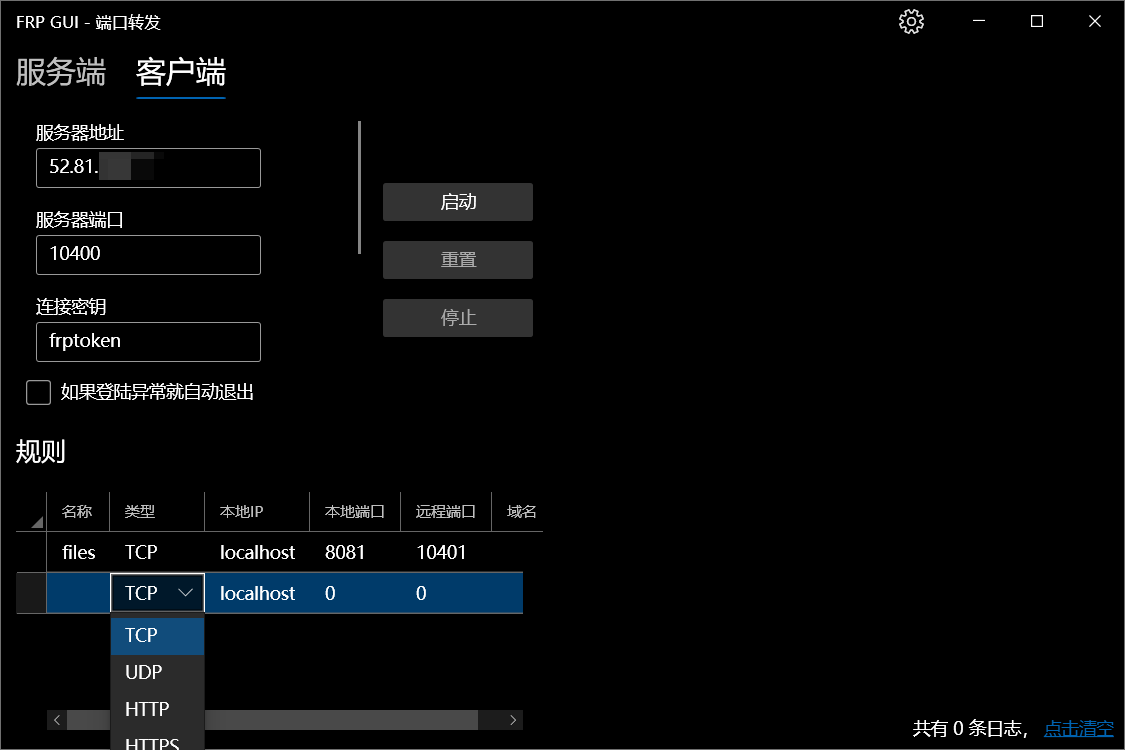 FRP GUI - 端口转发
服务端 客户端
服务器地址
52.81.
服务器端口
10400
连接密钥
frptoken
如果登陆异常就自动退出
启动
重置
停止
规则
名称 类型 本地IP 本地端口 远程端口 域名
files TCP localhost 8081 10401
TCP localhost 0 0
TCP
UDP
HTTP
HTTPS
共有 0 条日志， 点击清空